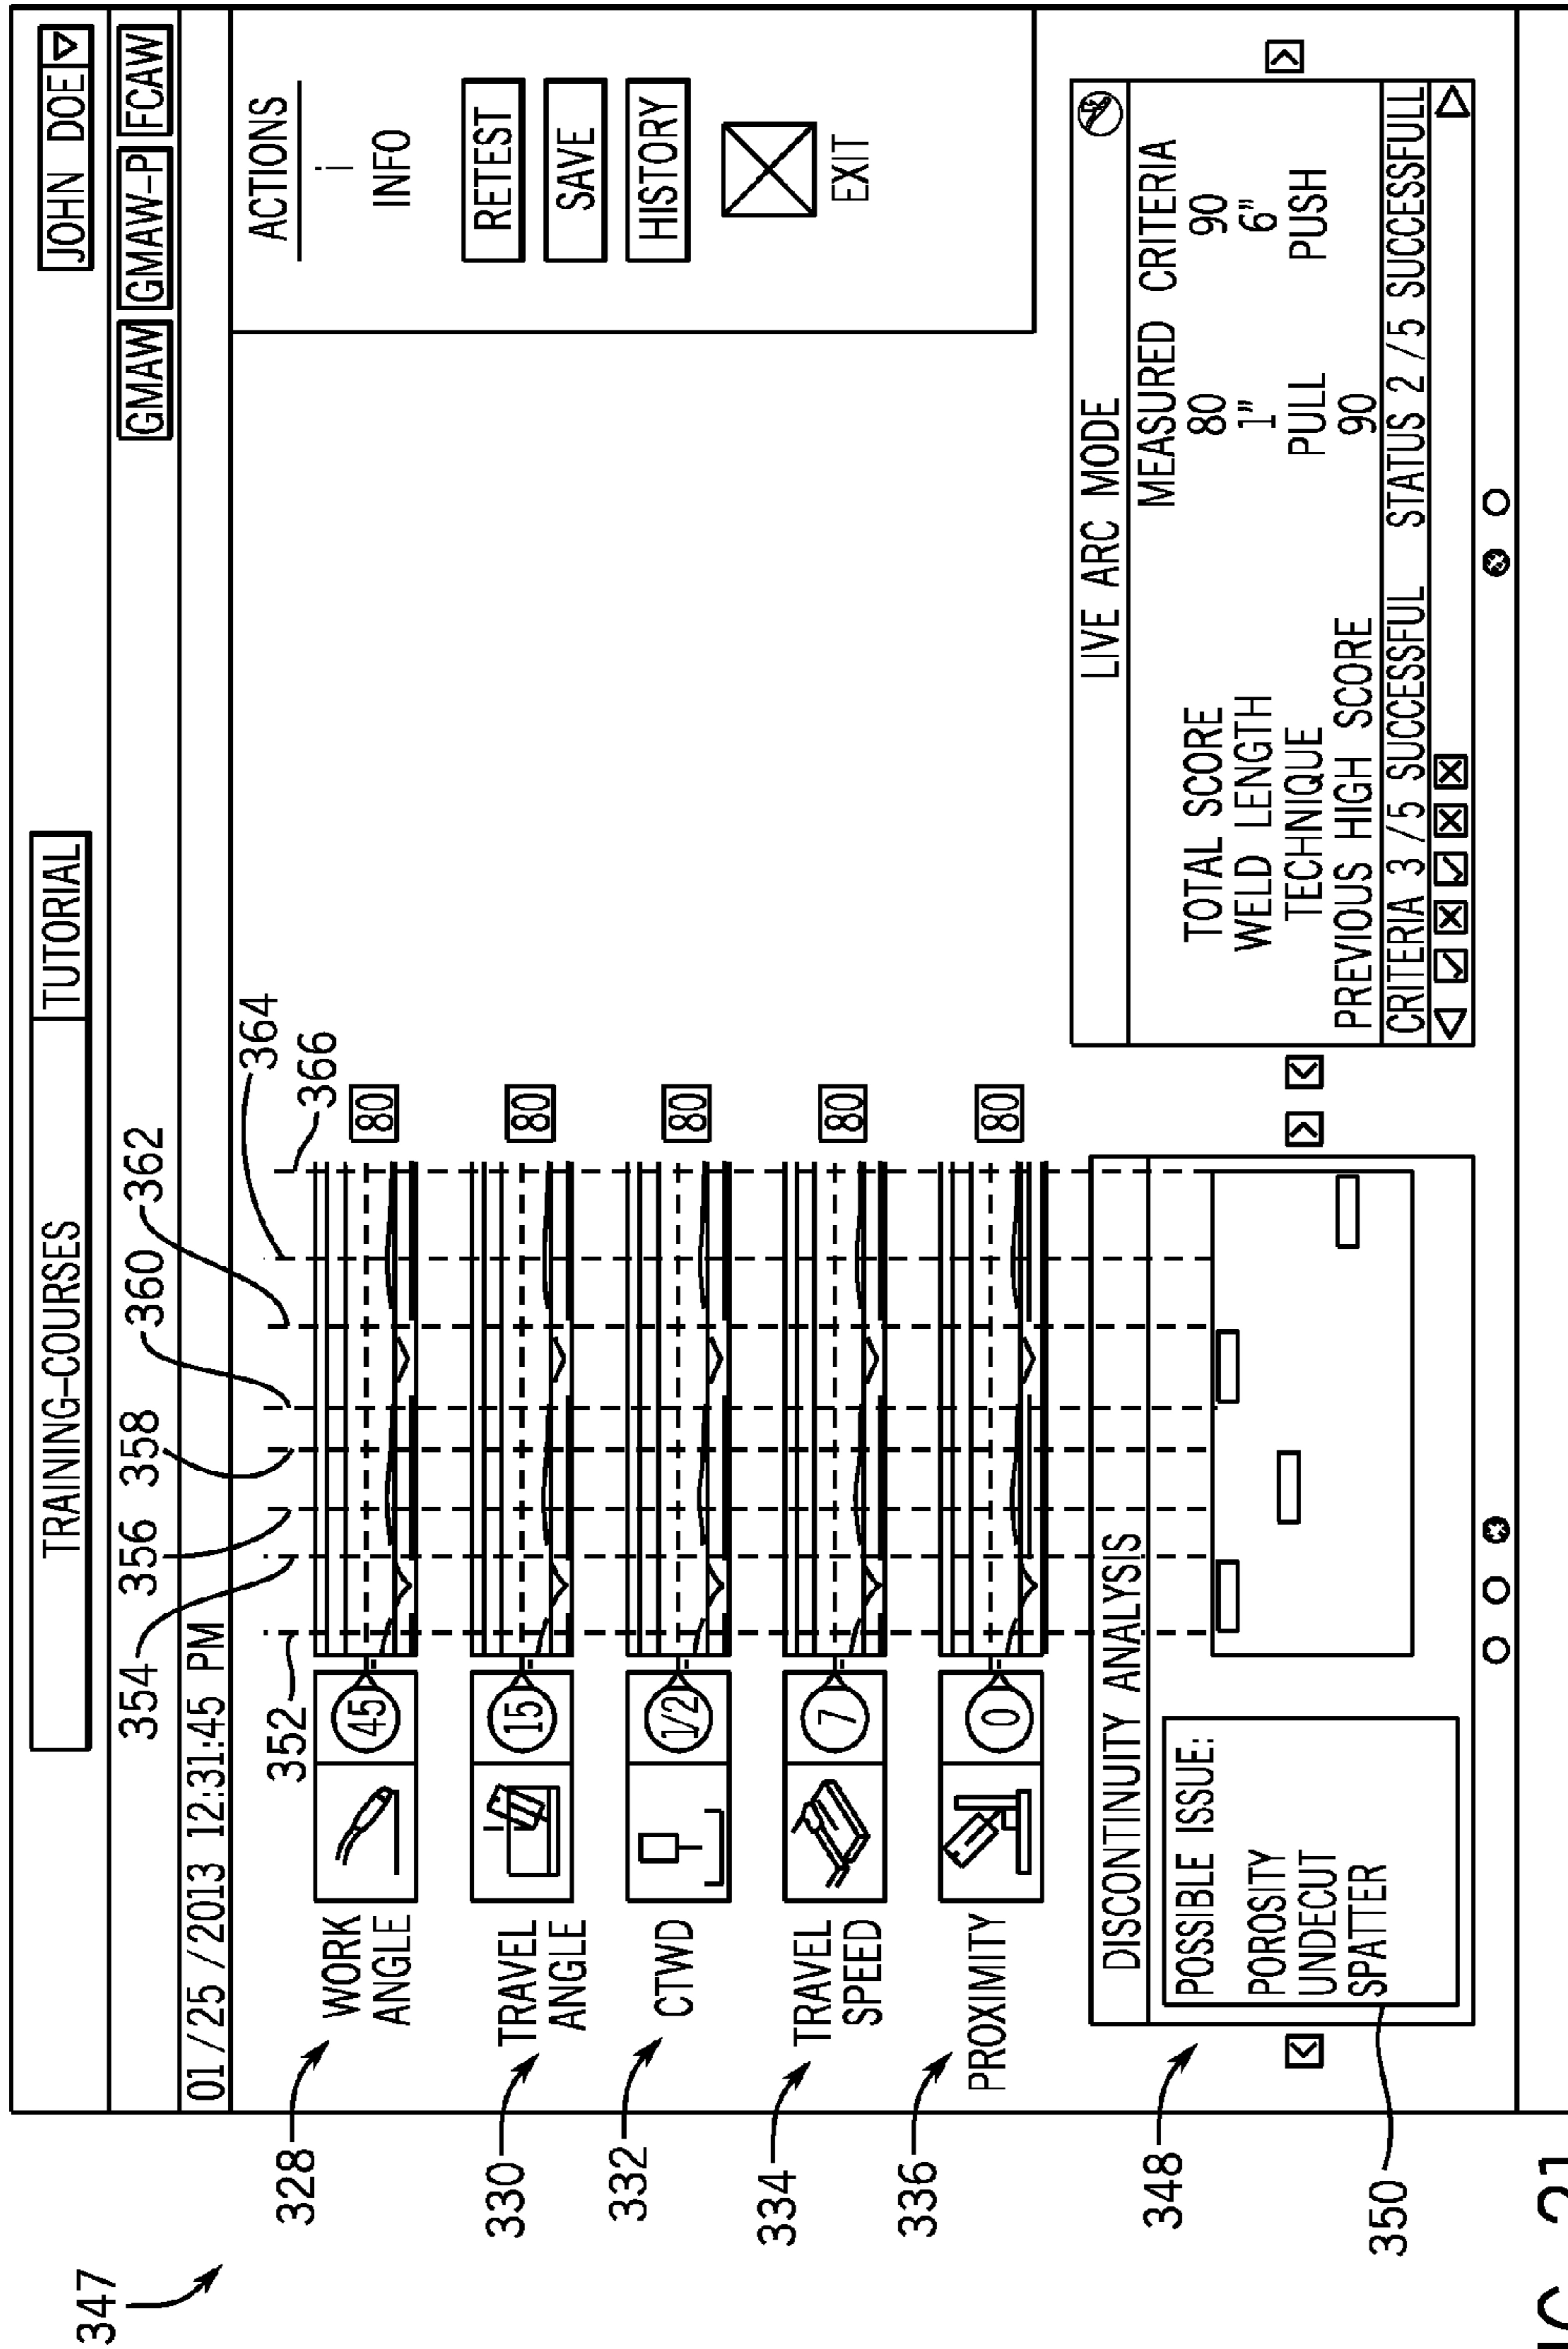 347
TRAINING-COURSES
TUTORIAL
JOHN DOE
354
356
358
360
362
GMAW
GMAW-P
FCAW
01/25/2013 12:31:45 PM
352
364
366
328
WORK
ANGLE
45
80
330
TRAVEL
ANGLE
15
80
332
CTWD
1/2
80
334
TRAVEL
SPEED
7
80
336
PROXIMITY
0
80
ACTIONS
i
INFO
RETEST
SAVE
HISTORY
EXIT
348
DISCONTINUITY ANALYSIS
POSSIBLE ISSUE:
POROSITY
UNDECUT
SPATTER
350
LIVE ARC MODE
MEASURED CRITERIA
TOTAL SCORE 80 90
WELD LENGTH 1" 6"
TECHNIQUE PULL PUSH
PREVIOUS HIGH SCORE 90
CRITERIA 3/5 SUCCESSFUL STATUS 2/5 SUCCESSFULL